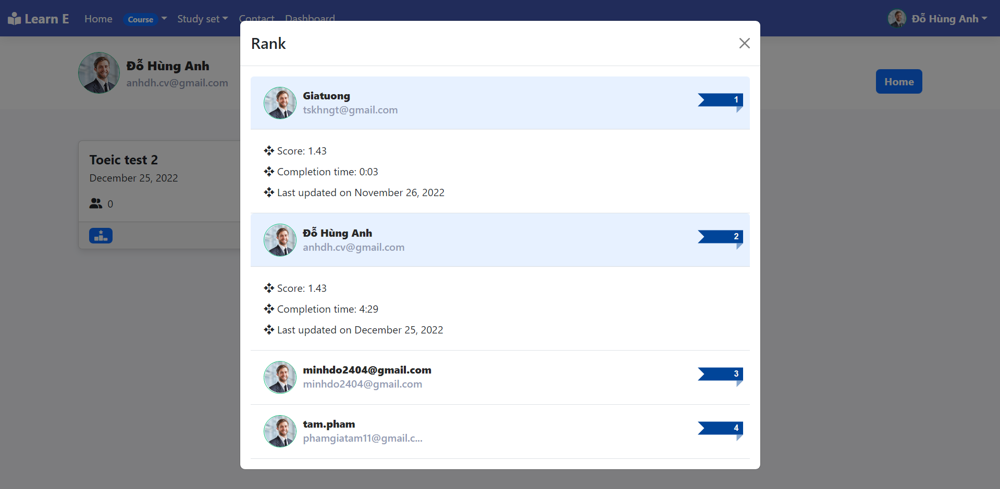 Learn E Home Course Study set Contact Dashboard Đỗ Hùng Anh
Đỗ Hùng Anh
anhdh.cv@gmail.com
Home
Toeic test 2
December 25, 2022
0
Rank
Giatuong
tskhngt@gmail.com
1
Score: 1.43
Completion time: 0:03
Last updated on November 26, 2022
Đỗ Hùng Anh
anhdh.cv@gmail.com
2
Score: 1.43
Completion time: 4:29
Last updated on December 25, 2022
minhdo2404@gmail.com
minhdo2404@gmail.com
3
tam.pham
phamgiatam11@gmail.c...
4